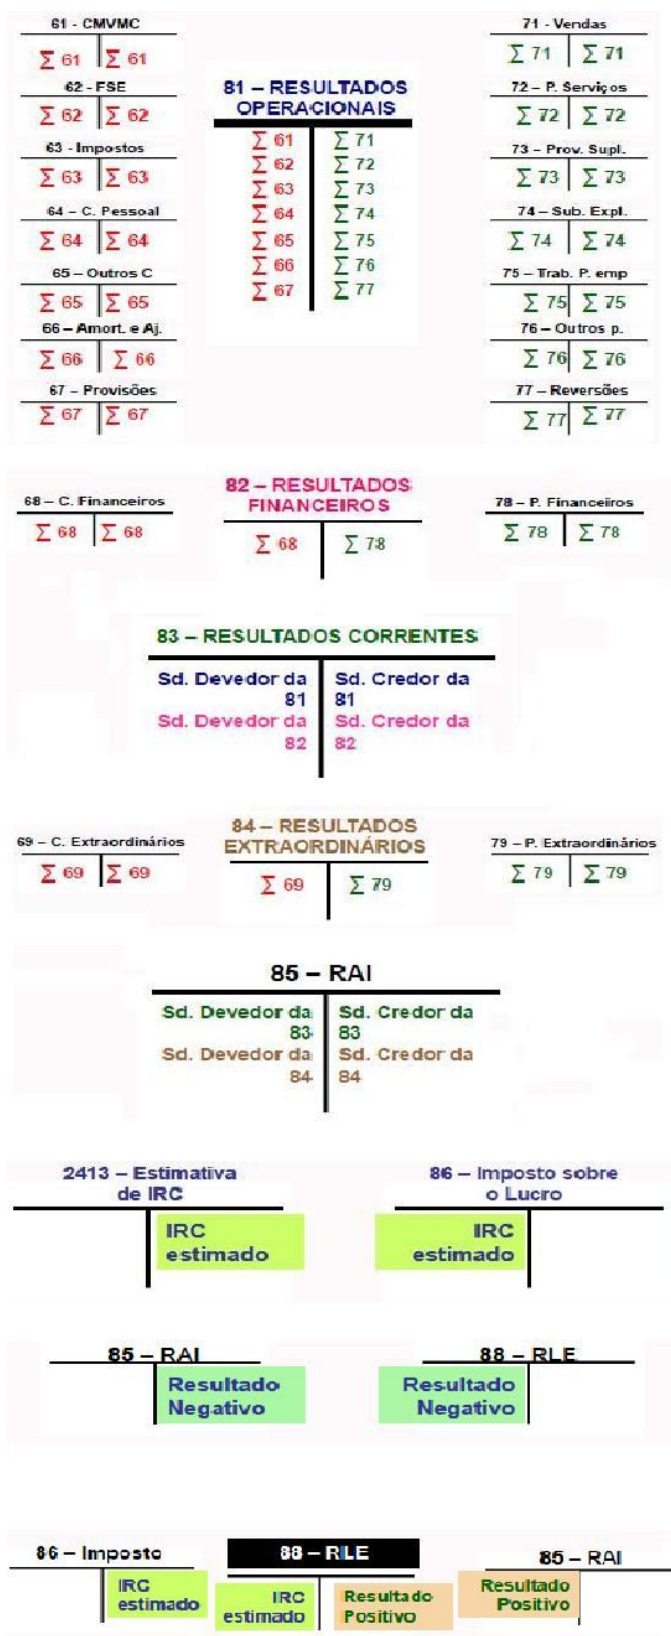 61 - CMVMC
∑ 61 ∑ 61
62 - FSE
∑ 62 ∑ 62
63 - Impostos
∑ 63 ∑ 63
64 – C. Pessoal
∑ 64 ∑ 64
65 – Outros C
∑ 65 ∑ 65
66 – Amort. e Aj.
∑ 66 ∑ 66
67 – Provisões
∑ 67 ∑ 67
81 – RESULTADOS
OPERACIONAIS
∑ 61 ∑ 71
∑ 62 ∑ 72
∑ 63 ∑ 73
∑ 64 ∑ 74
∑ 65 ∑ 75
∑ 66 ∑ 76
∑ 67 ∑ 77
71 - Vendas
∑ 71 ∑ 71
72 – P. Serviços
∑ 72 ∑ 72
73 – Prov. Supl.
∑ 73 ∑ 73
74 – Sub. Expl.
∑ 74 ∑ 74
75 – Trab. P. emp
∑ 75 ∑ 75
76 – Outros p.
∑ 76 ∑ 76
77 – Reversões
∑ 77 ∑ 77
68 – C. Financeiros
∑ 68 ∑ 68
82 – RESULTADOS
FINANCEIROS
∑ 68 ∑ 78
78 – P. Financeiros
∑ 78 ∑ 78
83 – RESULTADOS CORRENTES
Sd. Devedor da Sd. Credor da
81 81
Sd. Devedor da Sd. Credor da
82 82
69 – C. Extraordinários
∑ 69 ∑ 69
84 – RESULTADOS
EXTRAORDINÁRIOS
∑ 69 ∑ 79
79 – P. Extraordinários
∑ 79 ∑ 79
85 – RAI
Sd. Devedor da Sd. Credor da
83 83
Sd. Devedor da Sd. Credor da
84 84
2413 – Estimativa
de IRC
IRC
estimado
86 – Imposto sobre
o Lucro
IRC
estimado
85 – RAI
Resultado
Negativo
88 – RLE
Resultado
Negativo
86 – Imposto
IRC
estimado
88 – RLE
IRC
estimado
Resultado
Positivo
85 – RAI
Resultado
Positivo